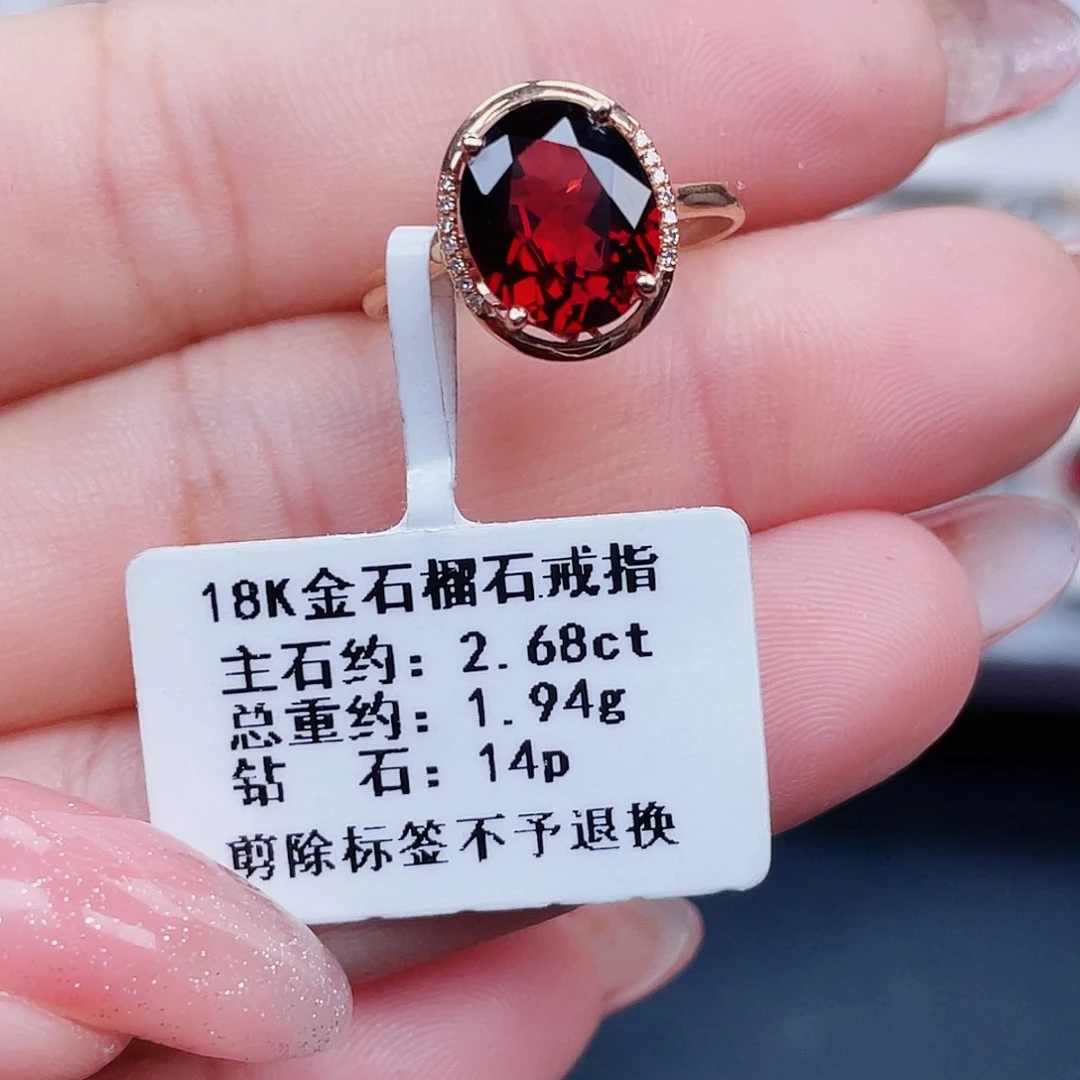 18K金石榴石戒指
主石约：2.68ct
总重约：1.94g
钻 石：14p
剪除标签不予退换